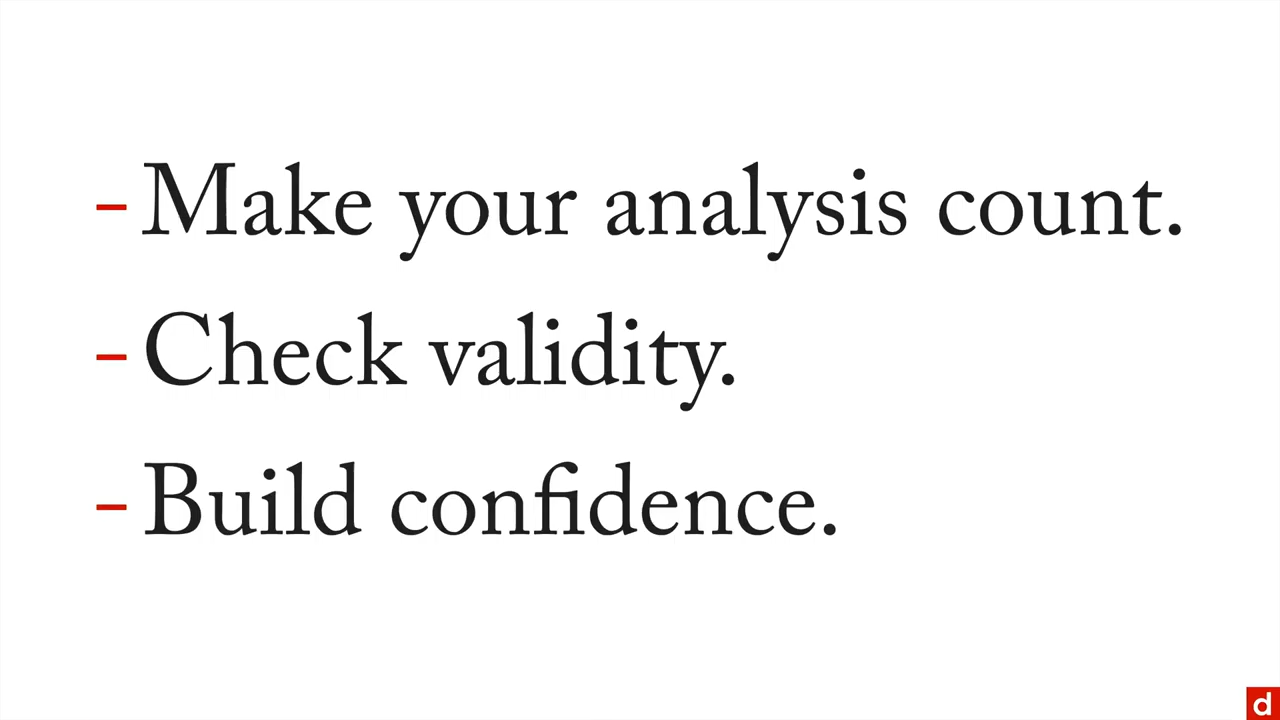 - Make your analysis count.
- Check validity.
- Build confidence.
d